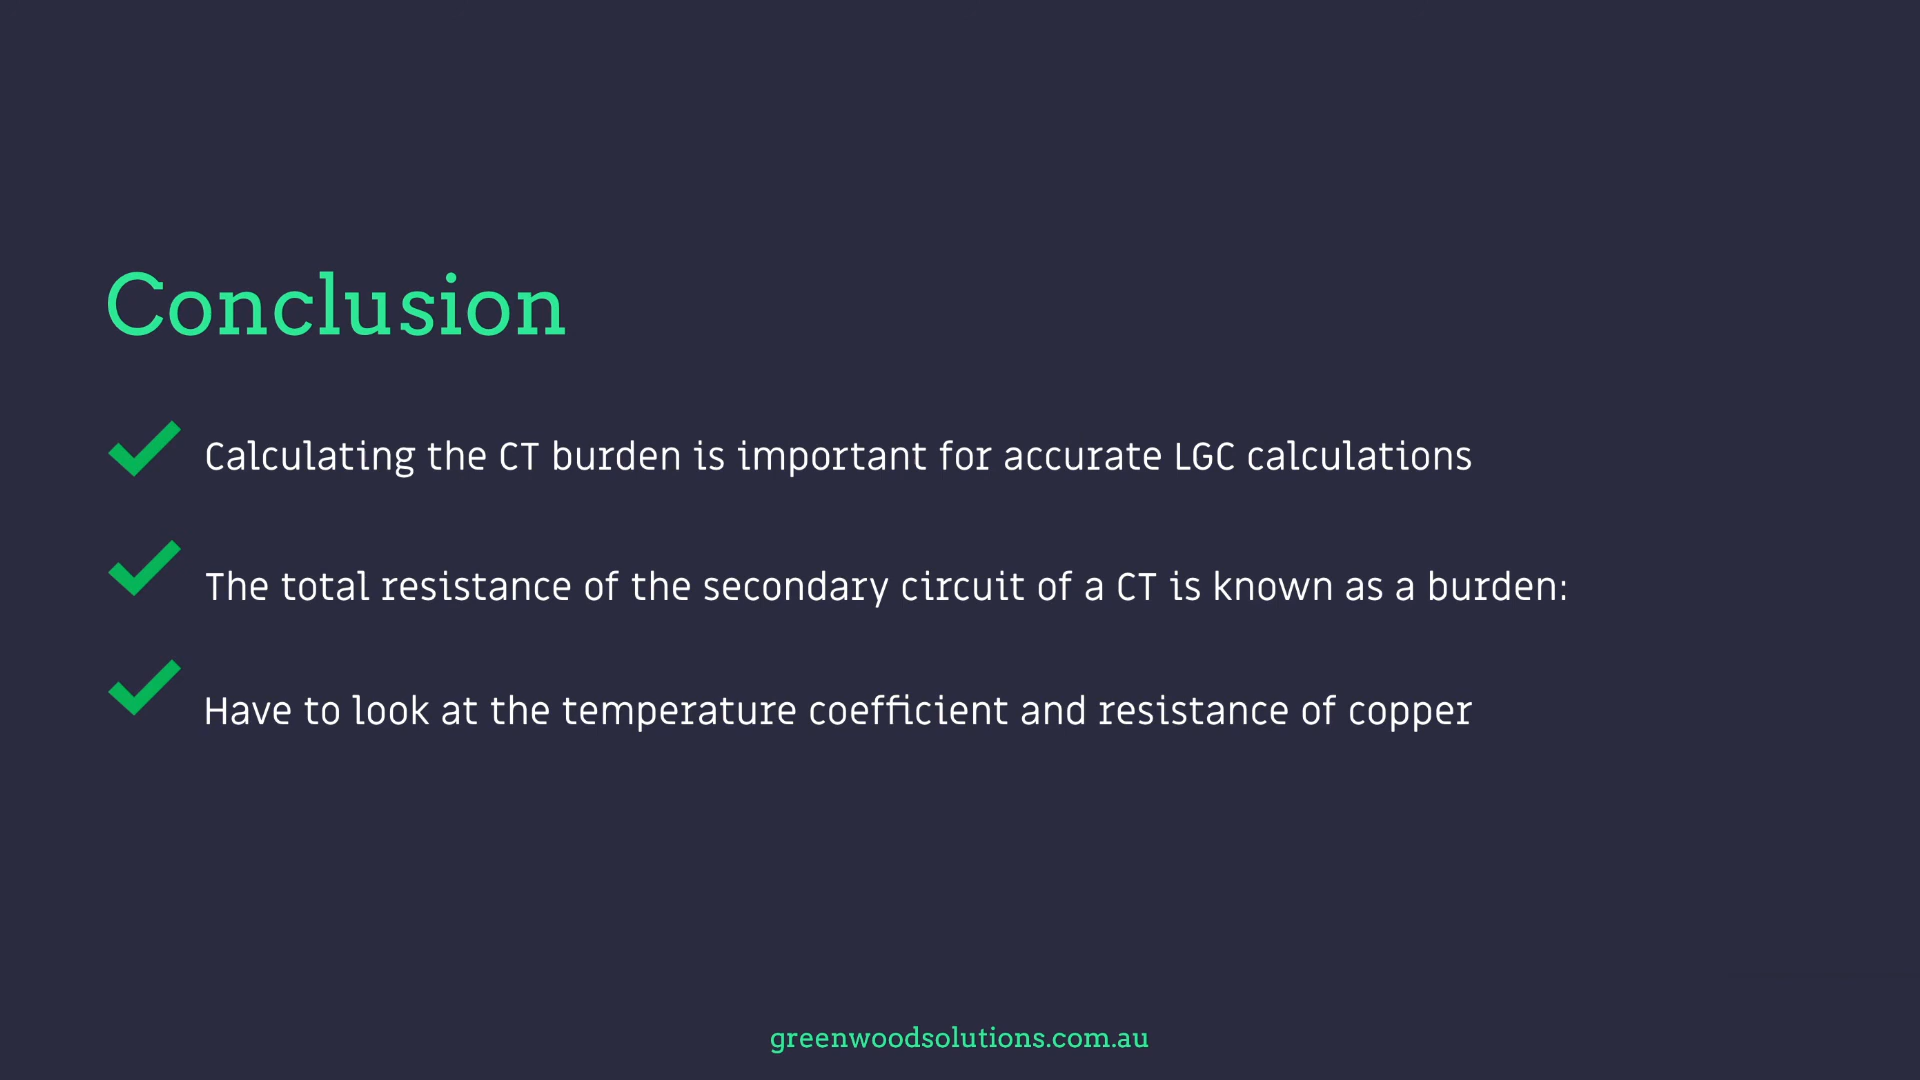 Conclusion
Calculating the CT burden is important for accurate LGC calculations
The total resistance of the secondary circuit of a CT is known as a burden:
Have to look at the temperature coefficient and resistance of copper
greenwoodsolutions.com.au